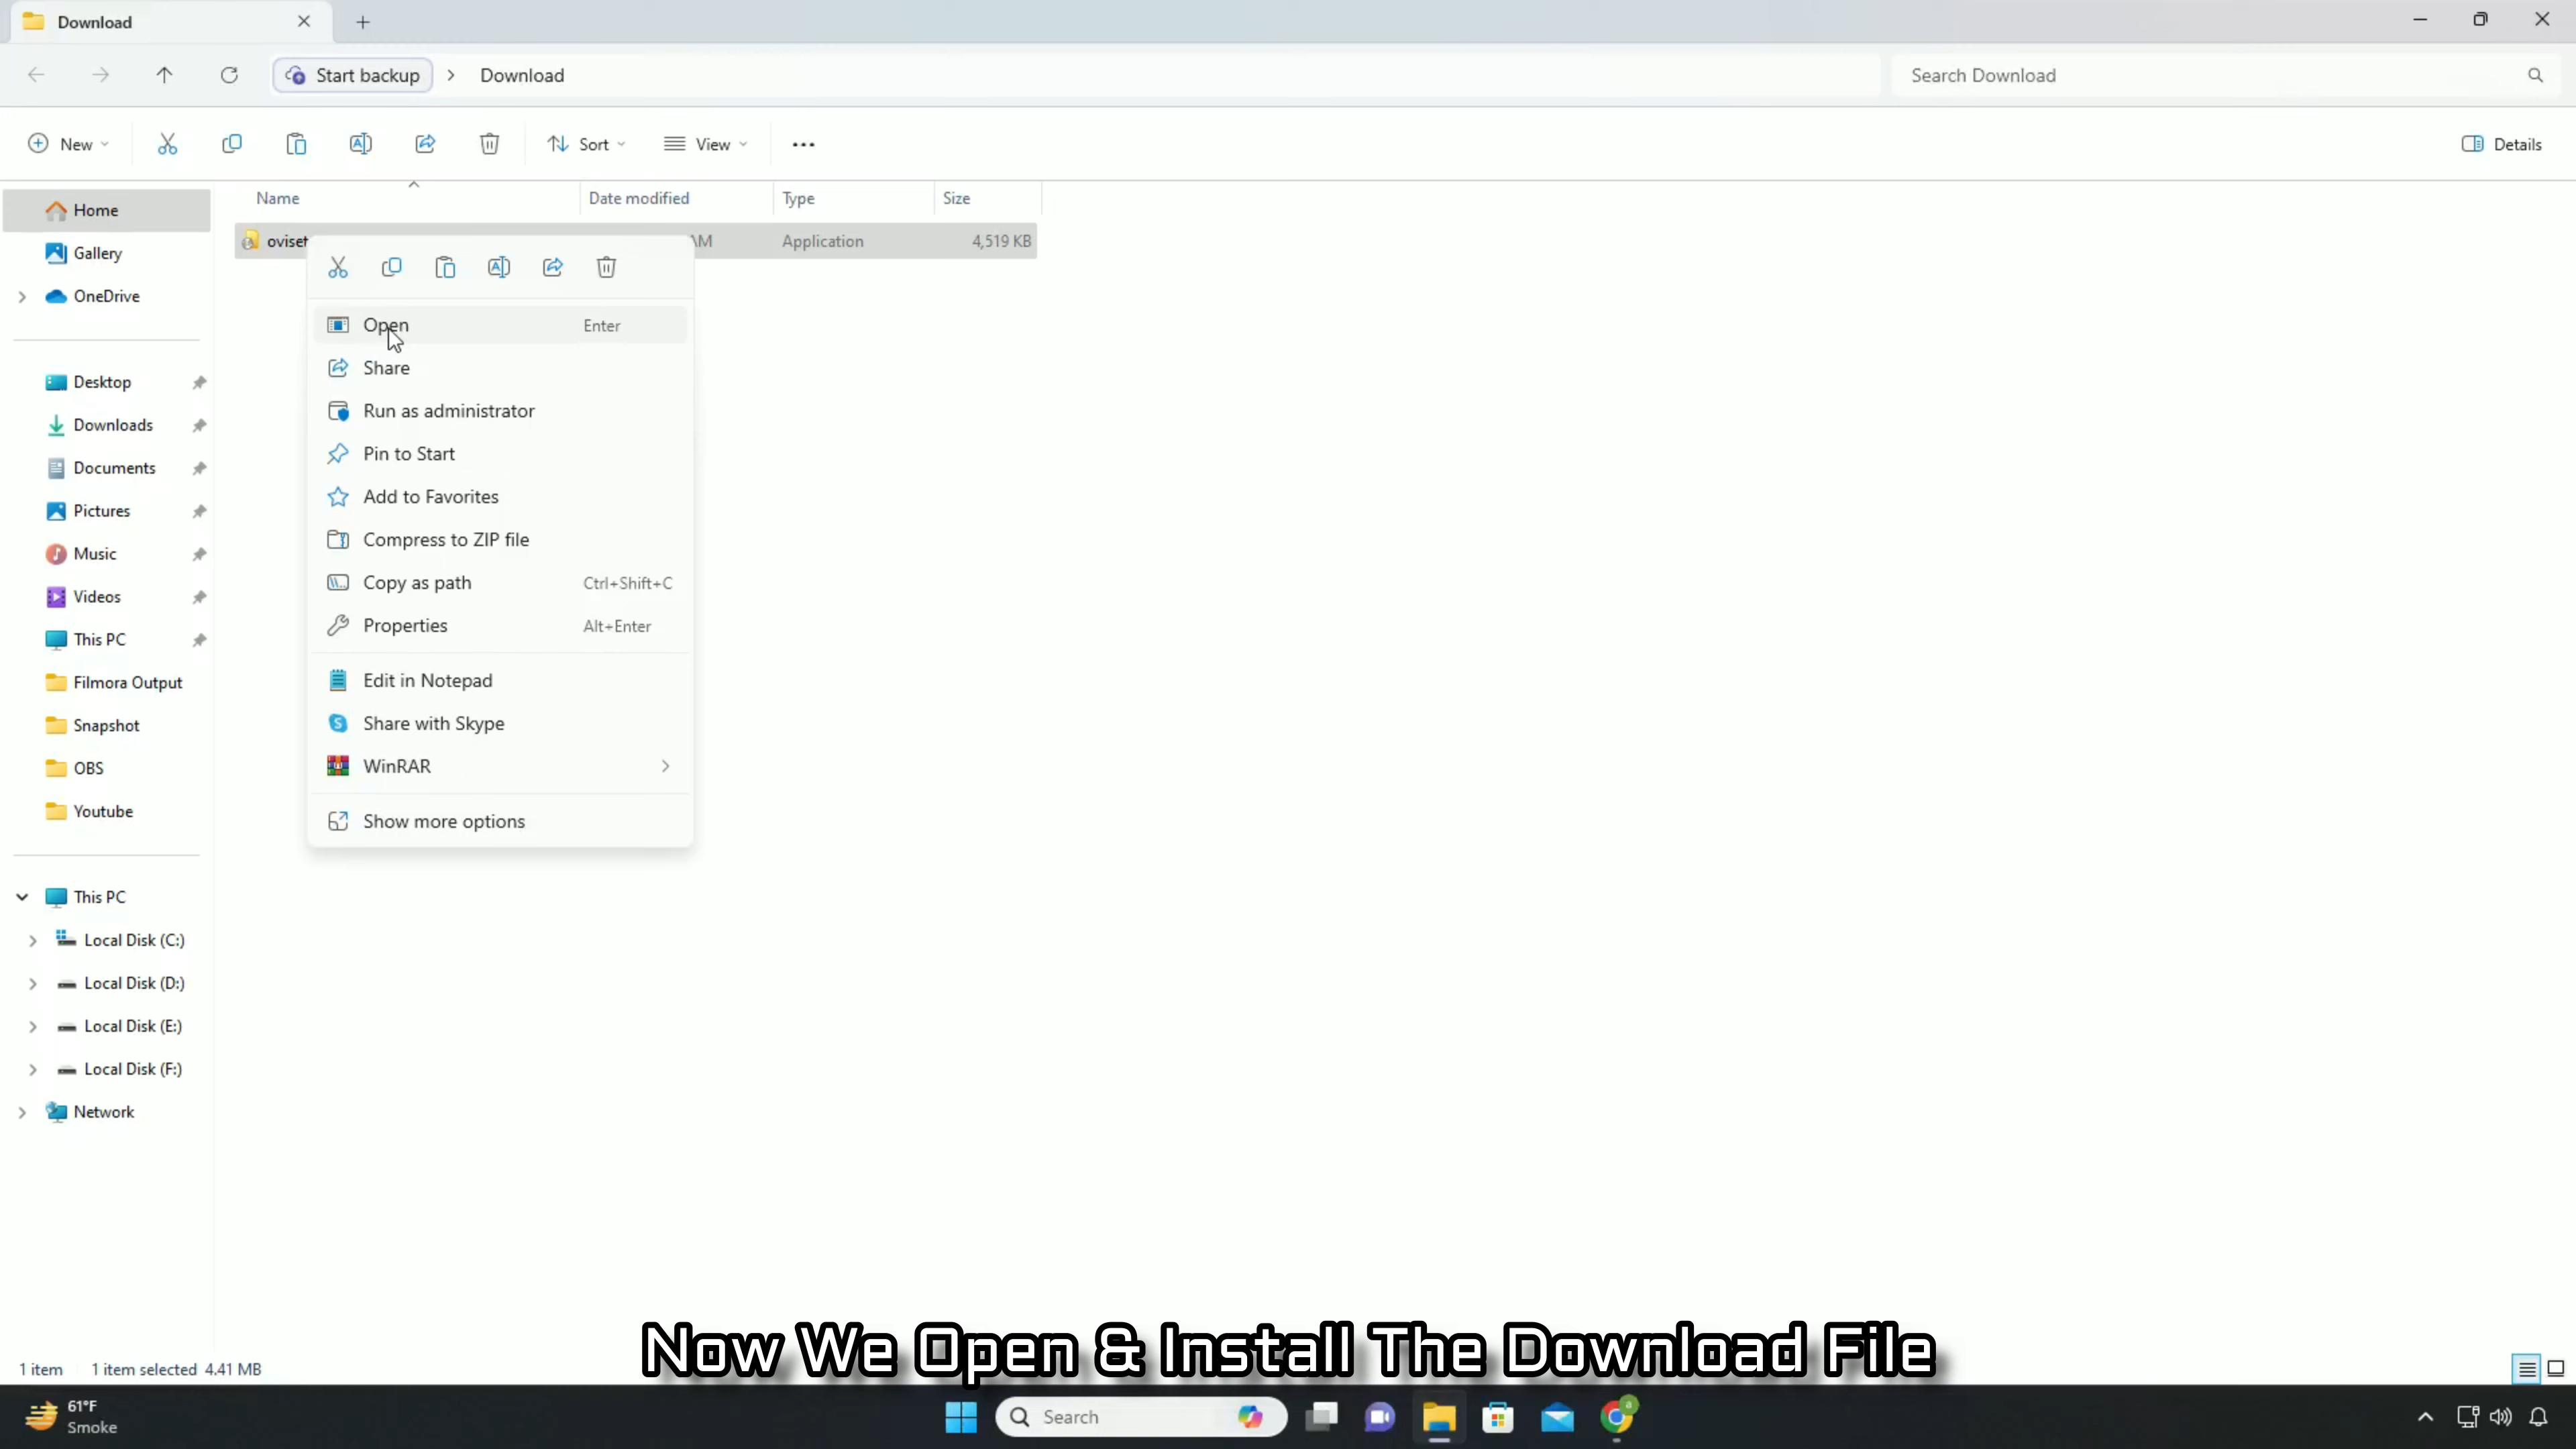 Download
Start backup
Download
Search Download
New
Sort
View
Details
Name
Date modified
Type
Size
oviset
AM
Application
4,519 KB
Home
Gallery
OneDrive
Desktop
Downloads
Documents
Pictures
Music
Videos
This PC
Filmora Output
Snapshot
OBS
Youtube
This PC
Local Disk (C:)
Local Disk (D:)
Local Disk (E:)
Local Disk (F:)
Network
Open Enter
Share
Run as administrator
Pin to Start
Add to Favorites
Compress to ZIP file
Copy as path Ctrl+Shift+C
Properties Alt+Enter
Edit in Notepad
Share with Skype
WinRAR
Show more options
Now We Open & Install The Download File
1 item 1 item selected 4.41 MB
61°F
Smoke
Search
a